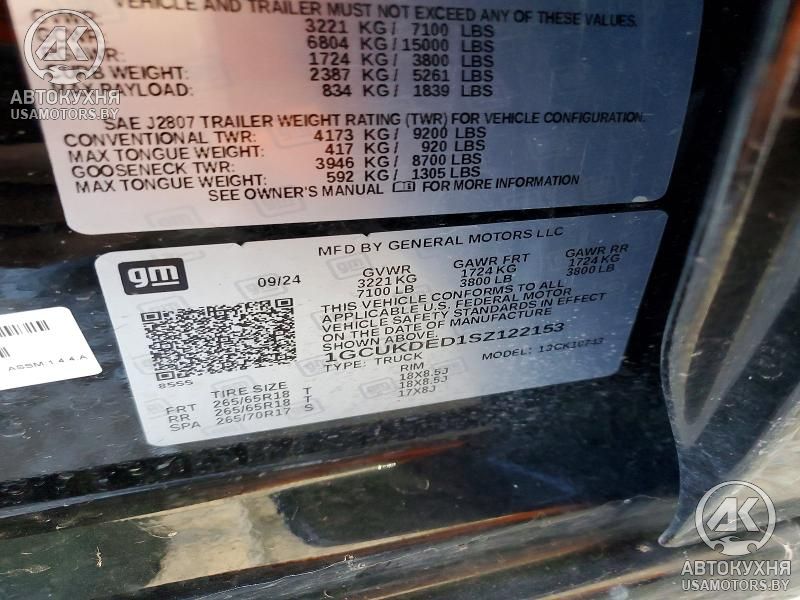 VEHICLE AND TRAILER MUST NOT EXCEED ANY OF THESE VALUES.
3221 KG / 7100 LBS
6804 KG / 15000 LBS
1724 KG / 3800 LBS
WEIGHT: 2387 KG / 5261 LBS
PAYLOAD: 834 KG / 1839 LBS
SAE J2807 TRAILER WEIGHT RATING (TWR) FOR VEHICLE CONFIGURATION.
CONVENTIONAL TWR: 4173 KG / 9200 LBS
MAX TONGUE WEIGHT: 417 KG / 920 LBS
GOOSENECK TWR: 3946 KG / 8700 LBS
MAX TONGUE WEIGHT: 592 KG / 1305 LBS
SEE OWNER'S MANUAL FOR MORE INFORMATION
gm
MFD BY GENERAL MOTORS LLC
09/24 GVWR GAWR FRT GAWR RR
3221 KG 1724 KG 1724 KG
7100 LB 3800 LB 3800 LB
THIS VEHICLE CONFORMS TO ALL
APPLICABLE U.S. FEDERAL MOTOR
VEHICLE SAFETY STANDARDS IN EFFECT
ON THE DATE OF MANUFACTURE
SHOWN ABOVE.
1GCUKDED1SZ122153
TYPE: TRUCK MODEL: 13CK10743
8555
TIRE SIZE RIM
FRT 265/65R18 T 18X8.5J
RR 265/65R18 T 18X8.5J
SPA 265/70R17 S 17X8J
ASSM 1 4 4 A
АК
АВТОКУХНЯ
USAMOTORS.BY
АК
АВТОКУХНЯ
USAMOTORS.BY